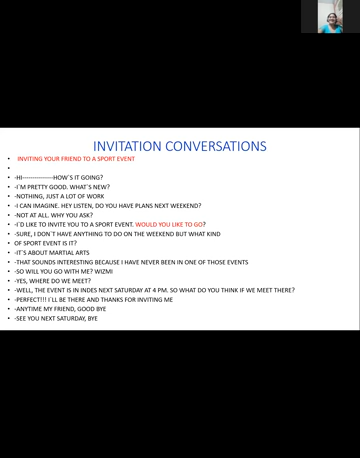 INVITATION CONVERSATIONS
INVITING YOUR FRIEND TO A SPORT EVENT
-HI---------------HOW´S IT GOING?
-I´M PRETTY GOOD. WHAT´S NEW?
-NOTHING, JUST A LOT OF WORK
-I CAN IMAGINE. HEY LISTEN, DO YOU HAVE PLANS NEXT WEEKEND?
-NOT AT ALL. WHY YOU ASK?
-I´D LIKE TO INVITE YOU TO A SPORT EVENT. WOULD YOU LIKE TO GO?
-SURE, I DON´T HAVE ANYTHING TO DO ON THE WEEKEND BUT WHAT KIND
OF SPORT EVENT IS IT?
-IT´S ABOUT MARTIAL ARTS
-THAT SOUNDS INTERESTING BECAUSE I HAVE NEVER BEEN IN ONE OF THOSE EVENTS
-SO WILL YOU GO WITH ME? WIZMI
-YES, WHERE DO WE MEET?
-WELL, THE EVENT IS IN INDES NEXT SATURDAY AT 4 PM. SO WHAT DO YOU THINK IF WE MEET THERE?
-PERFECT!!! I´LL BE THERE AND THANKS FOR INVITING ME
-ANYTIME MY FRIEND, GOOD BYE
-SEE YOU NEXT SATURDAY, BYE